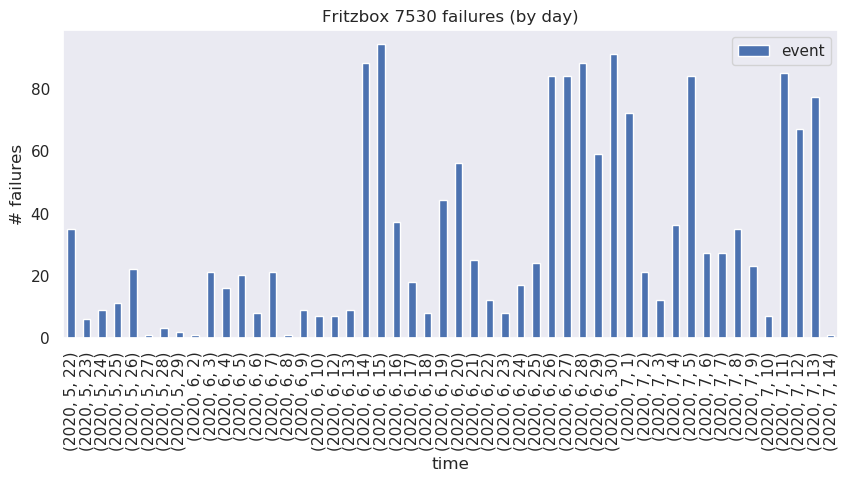 Fritzbox 7530 failures (by day)
event
# failures
80
60
40
20
0
(2020, 5, 22)
(2020, 5, 23)
(2020, 5, 24)
(2020, 5, 25)
(2020, 5, 26)
(2020, 5, 27)
(2020, 5, 28)
(2020, 5, 29)
(2020, 6, 2)
(2020, 6, 3)
(2020, 6, 4)
(2020, 6, 5)
(2020, 6, 6)
(2020, 6, 7)
(2020, 6, 8)
(2020, 6, 9)
(2020, 6, 10)
(2020, 6, 12)
(2020, 6, 13)
(2020, 6, 14)
(2020, 6, 15)
(2020, 6, 16)
(2020, 6, 17)
(2020, 6, 18)
(2020, 6, 19)
(2020, 6, 20)
(2020, 6, 21)
(2020, 6, 22)
(2020, 6, 23)
(2020, 6, 24)
(2020, 6, 25)
(2020, 6, 26)
(2020, 6, 27)
(2020, 6, 28)
(2020, 6, 29)
(2020, 6, 30)
(2020, 7, 1)
(2020, 7, 2)
(2020, 7, 3)
(2020, 7, 4)
(2020, 7, 5)
(2020, 7, 6)
(2020, 7, 7)
(2020, 7, 8)
(2020, 7, 9)
(2020, 7, 10)
(2020, 7, 11)
(2020, 7, 12)
(2020, 7, 13)
(2020, 7, 14)
time